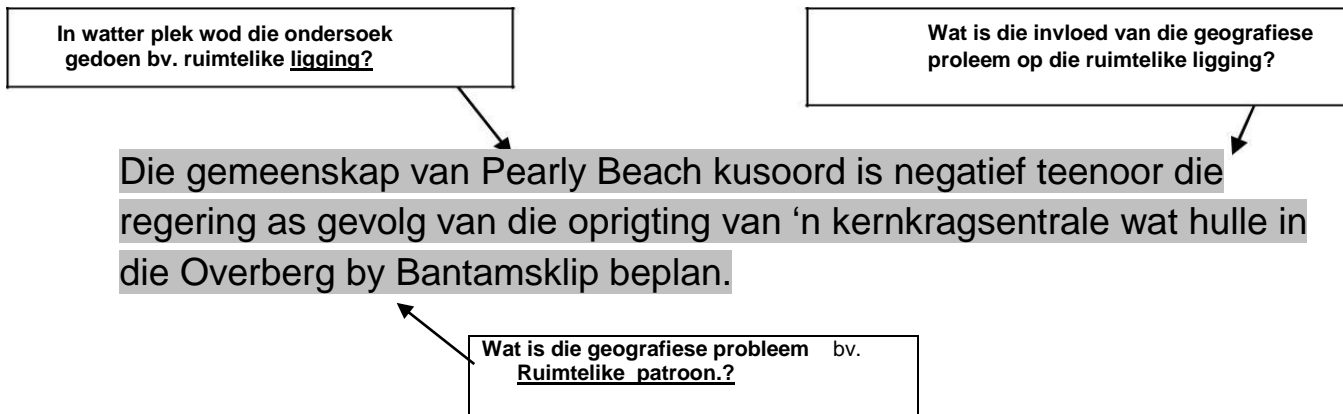 In watter plek wod die ondersoek
gedoen bv. ruimtelike ligging?
Wat is die invloed van die geografiese
proleem op die ruimtelike ligging?
Die gemeenskap van Pearly Beach kusoord is negatief teenoor die
regering as gevolg van die oprigting van ‘n kernkragsentrale wat hulle in
die Overberg by Bantamsklip beplan.
Wat is die geografiese probleem bv.
Ruimtelike patroon.?